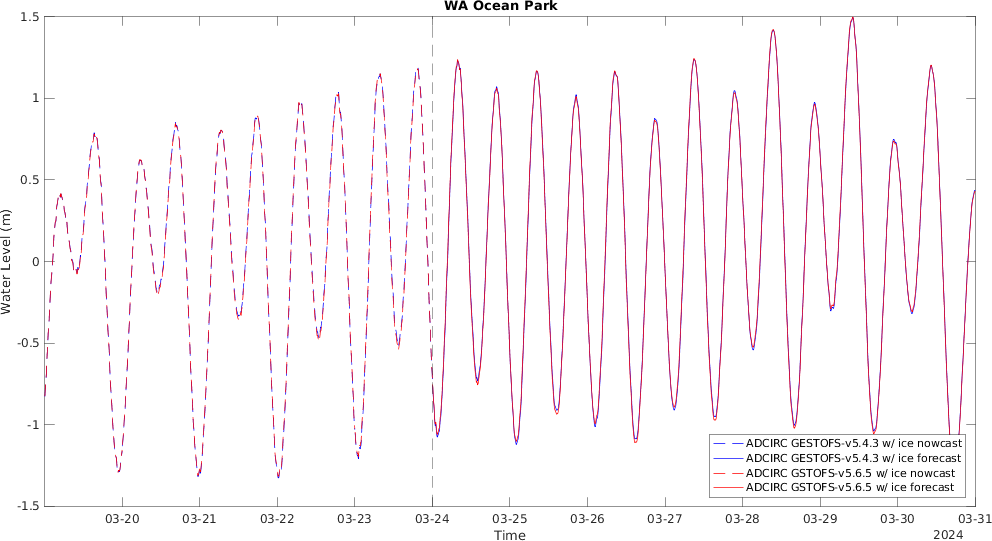 WA Ocean Park
1.5
1
0.5
0
-0.5
-1
-1.5
Water Level (m)
ADCIRC GESTOFS-v5.4.3 w/ ice nowcast
ADCIRC GESTOFS-v5.4.3 w/ ice forecast
ADCIRC GSTOFS-v5.6.5 w/ ice nowcast
ADCIRC GSTOFS-v5.6.5 w/ ice forecast
03-20 03-21 03-22 03-23 03-24 03-25 03-26 03-27 03-28 03-29 03-30 03-31
Time
2024